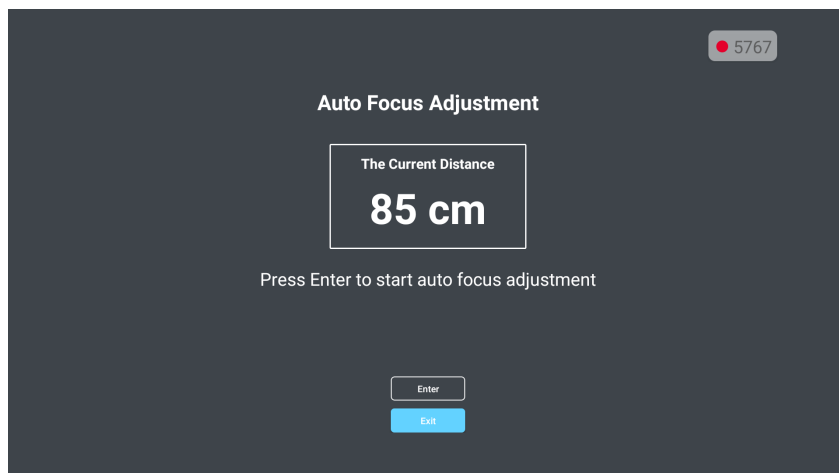 5767
Auto Focus Adjustment
The Current Distance
85 cm
Press Enter to start auto focus adjustment
Enter
Exit